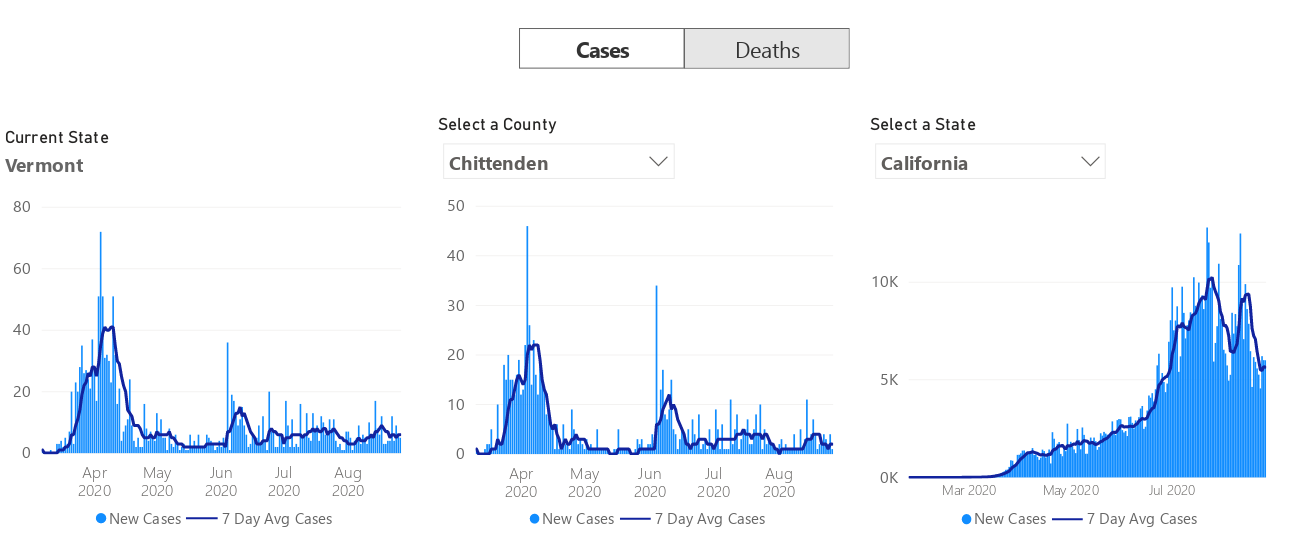 Cases Deaths
Current State
Vermont
80
60
40
20
0
Apr May Jun Jul Aug
2020 2020 2020 2020 2020
New Cases 7 Day Avg Cases
Select a County
Chittenden
50
40
30
20
10
0
Apr May Jun Jul Aug
2020 2020 2020 2020 2020
New Cases 7 Day Avg Cases
Select a State
California
10K
5K
0K
Mar 2020 May 2020 Jul 2020
New Cases 7 Day Avg Cases